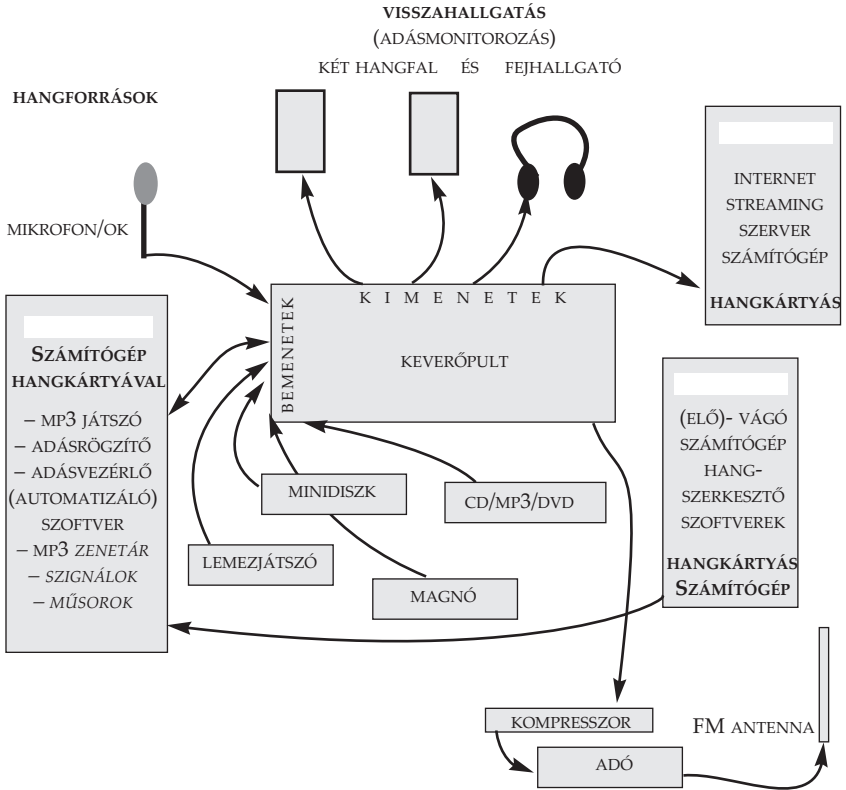 VISSZAHALLGATÁS
(ADÁSMONITOROZÁS)
KÉT HANGFAL ÉS FEJHALLGATÓ
HANGFORRÁSOK
MIKROFON/OK
INTERNET
STREAMING
SZERVER
SZÁMÍTÓGÉP
HANGKÁRTYÁS
KIMENETEK
BEMENETEK
KEVERŐPULT
SZÁMÍTÓGÉP
HANGKÁRTYÁVAL
– MP3 JÁTSZÓ
– ADÁSRÖGZÍTŐ
– ADÁSVEZÉRLŐ
(AUTOMATIZÁLÓ)
SZOFTVER
– MP3 ZENETÁR
– SZIGNÁLOK
– MŰSOROK
(ELŐ)- VÁGÓ
SZÁMÍTÓGÉP
HANG-
SZERKESZTŐ
SZOFTVEREK
HANGKÁRTYÁS
SZÁMÍTÓGÉP
MINIDISZK
CD/MP3/DVD
LEMEZJÁTSZÓ
MAGNÓ
KOMPRESSZOR
FM ANTENNA
ADÓ